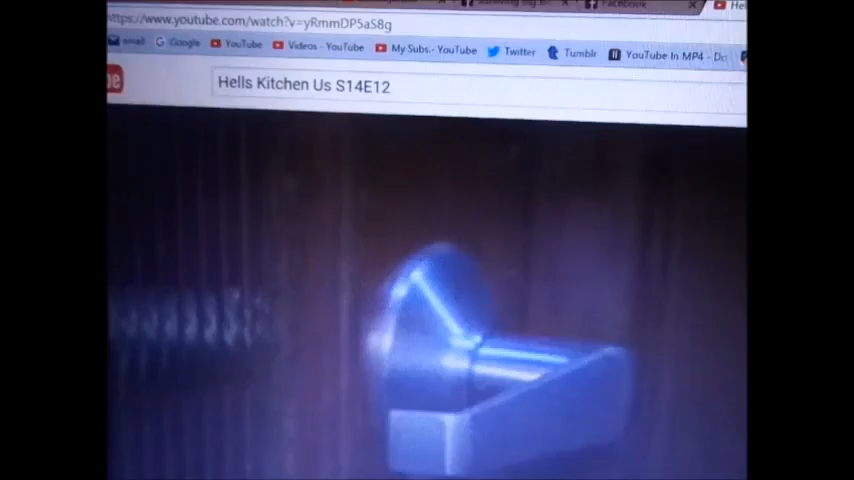 https://www.youtube.com/watch?v=yRmmDP5aS8g
email Google YouTube Videos - YouTube My Subs.- YouTube Twitter Tumblr YouTube In MP4 - Do
Hells Kitchen Us S14E12